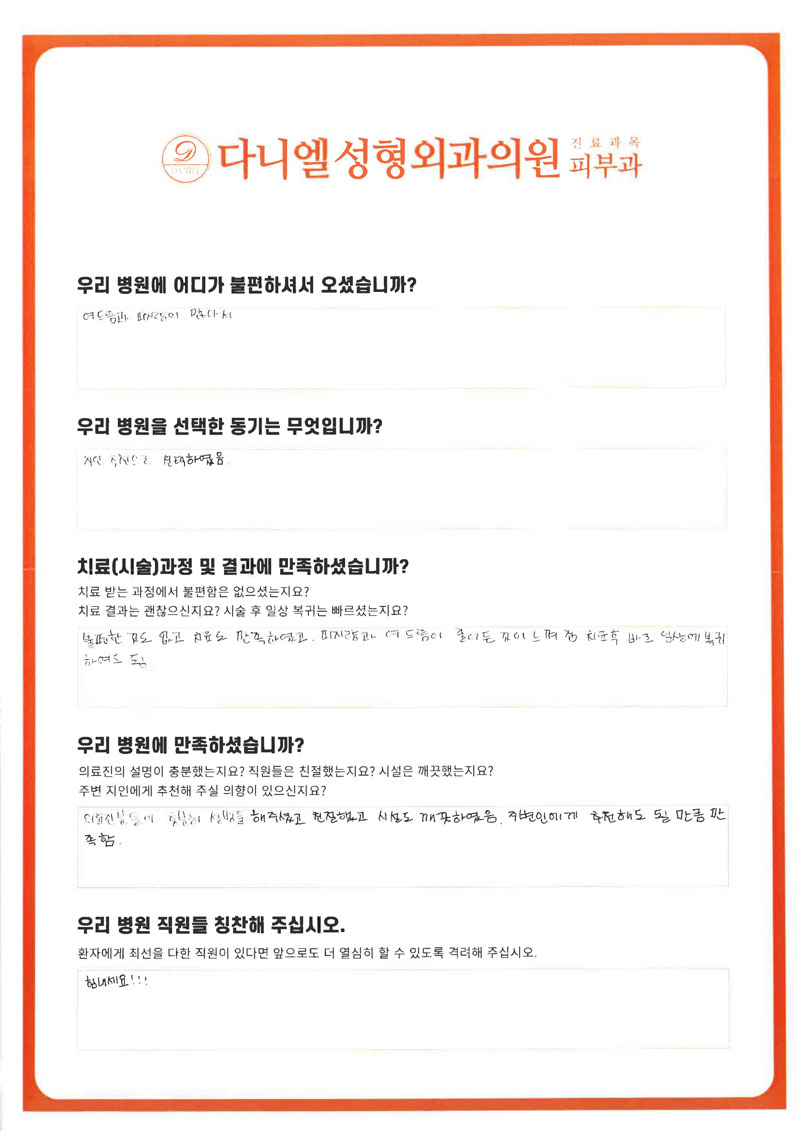 DANIEL
다니엘성형외과의원 진료과목 피부과
우리 병원에 어디가 불편하셔서 오셨습니까?
여드름과 피지량이 많아서
우리 병원을 선택한 동기는 무엇입니까?
지인 추천으로 선택하였음.
치료(시술)과정 및 결과에 만족하셨습니까?
치료 받는 과정에서 불편함은 없으셨는지요?
치료 결과는 괜찮으신지요? 시술 후 일상 복귀는 빠르셨는지요?
불편한 점도 없고 치료도 만족하였고. 피지량과 여드름이 줄어든 점이 느껴짐 치료후 바로 일상에 복귀
하여도 됨
우리 병원에 만족하셨습니까?
의료진의 설명이 충분했는지요? 직원들은 친절했는지요? 시설은 깨끗했는지요?
주변 지인에게 추천해 주실 의향이 있으신지요?
의료진분들이 충분히 설명을 해주셨고 친절했고 시설도 깨끗하였음. 주변인에게 추천해도 될 만큼 만
족함.
우리 병원 직원들 칭찬해 주십시오.
환자에게 최선을 다한 직원이 있다면 앞으로도 더 열심히 할 수 있도록 격려해 주십시오.
힘내세요!!!